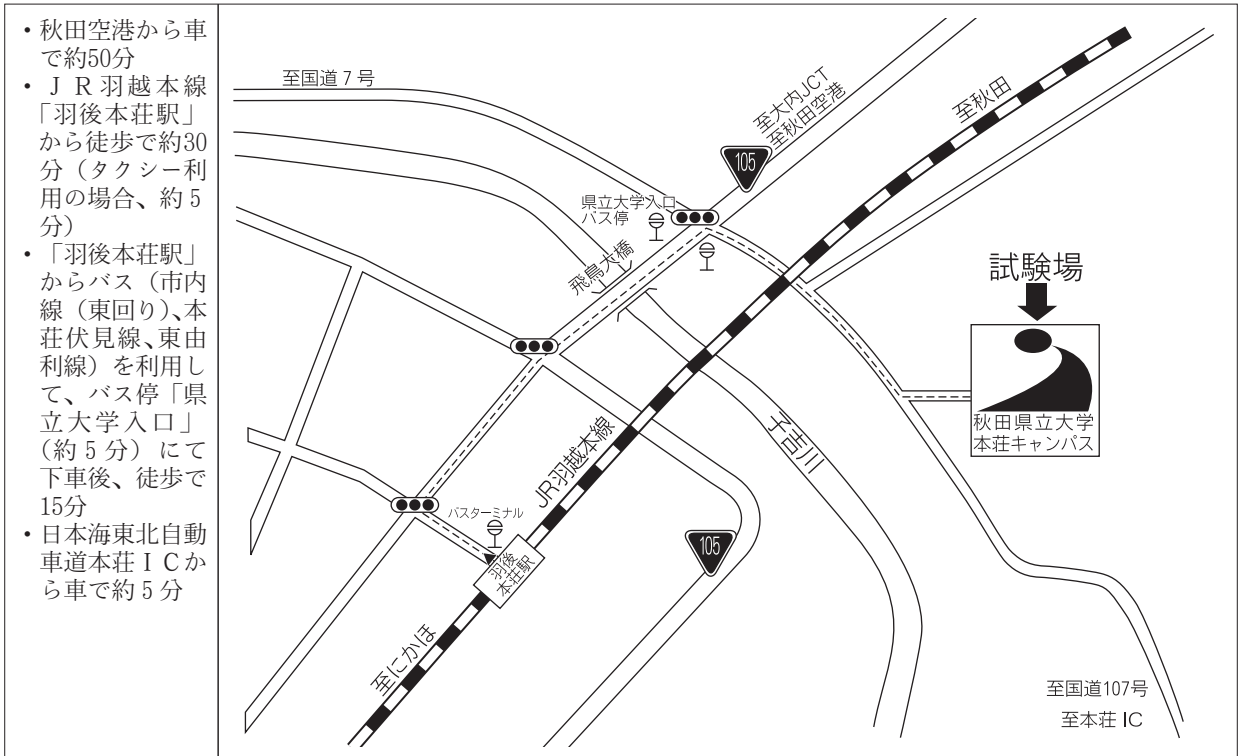 ・秋田空港から車
で約50分
・ＪＲ羽越本線
「羽後本荘駅」
から徒歩で約30
分（タクシー利
用の場合、約５
分）
・「羽後本荘駅」
からバス（市内
線（東回り）、本
荘伏見線、東由
利線）を利用し
て、バス停「県
立大学入口」
（約５分）にて
下車後、徒歩で
15分
・日本海東北自動
車道本荘ＩＣか
ら車で約５分
至国道７号
至大内JCT
至秋田空港
至秋田
105
県立大学入口
バス停
飛鳥大橋
試験場
秋田県立大学
本荘キャンパス
子吉川
JR羽越本線
バスターミナル
羽後
本荘駅
105
至にかほ
至国道107号
至本荘 IC